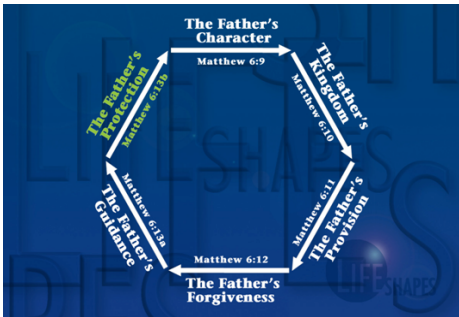 The Father's
Character
Matthew 6:9
The Father's
Kingdom
Matthew 6:10
Matthew 6:11
The Father's
Provision
Matthew 6:12
The Father's
Forgiveness
Matthew 6:13a
The Father's
Guidance
The Father's
Protection
Matthew 6:13b
LIFE
SHAPES
LIFE
SHAPES